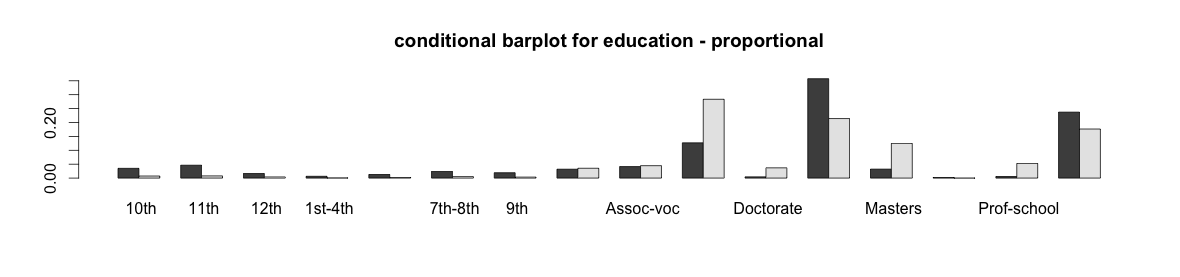 conditional barplot for education - proportional
0.20
0.00
10th 11th 12th 1st-4th 7th-8th 9th Assoc-voc Doctorate Masters Prof-school